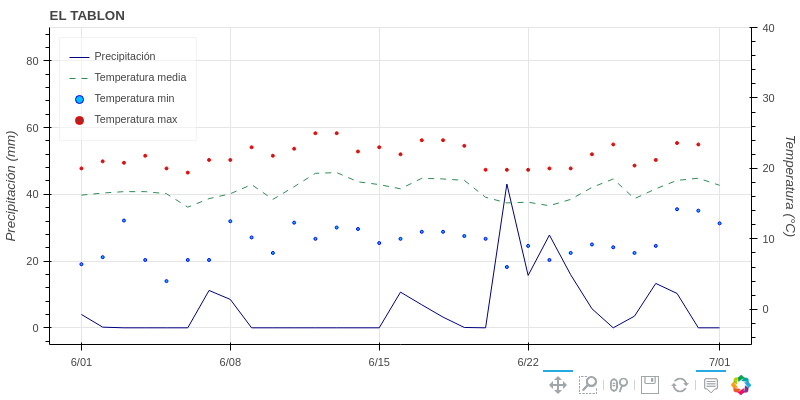 EL TABLON
Precipitación
Temperatura media
Temperatura min
Temperatura max
Precipitación (mm)
80
60
40
20
0
40
30
20
10
0
Temperatura (°C)
6/01
6/08
6/15
6/22
7/01